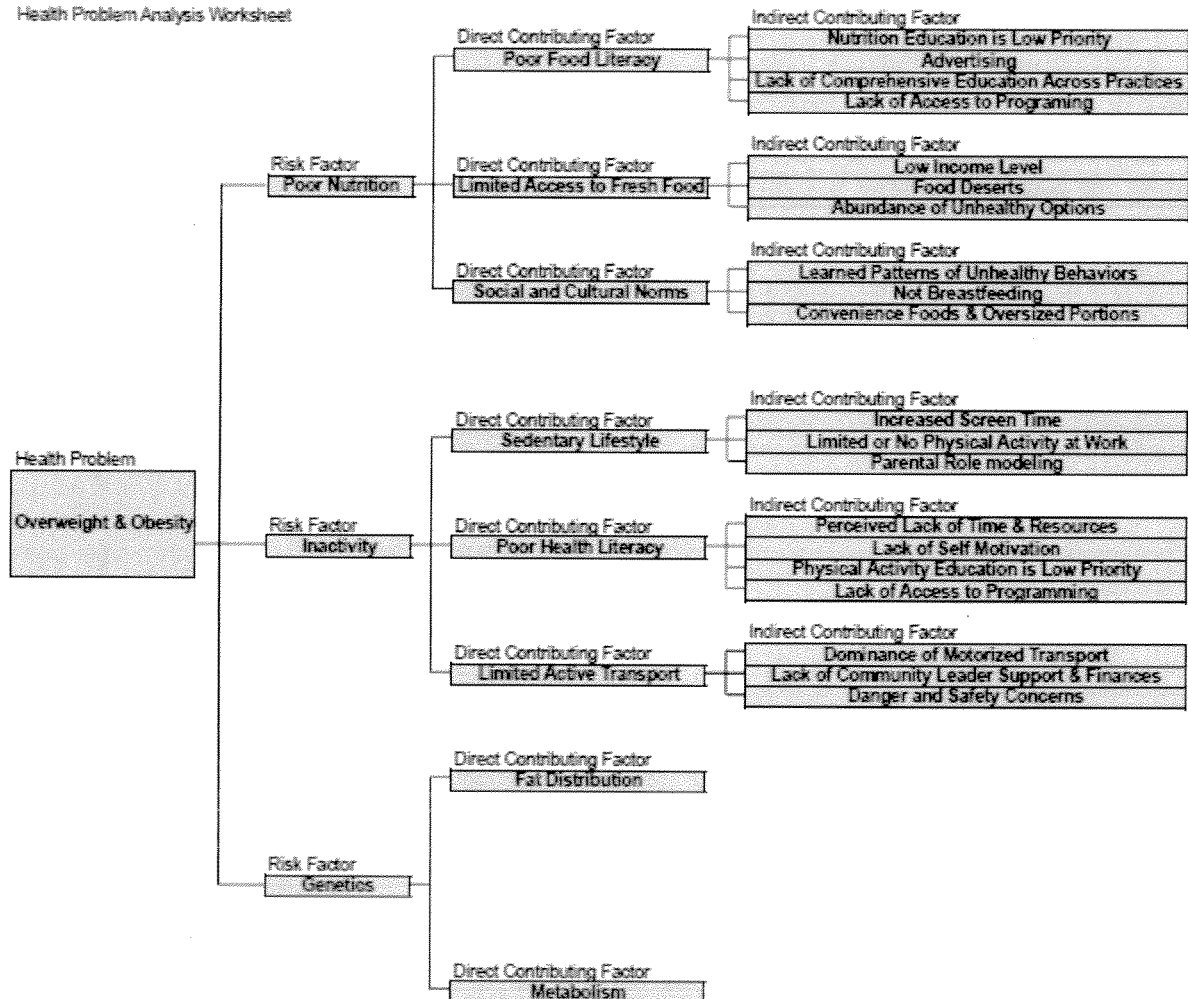 Health Problem Analysis Worksheet
Indirect Contributing Factor
Direct Contributing Factor
Nutrition Education is Low Priority
Poor Food Literacy
Advertising
Lack of Comprehensive Education Across Practices
Lack of Access to Programing
Indirect Contributing Factor
Risk Factor
Direct Contributing Factor
Low Income Level
Poor Nutrition
Limited Access to Fresh Food
Food Deserts
Abundance of Unhealthy Options
Indirect Contributing Factor
Direct Contributing Factor
Learned Patterns of Unhealthy Behaviors
Social and Cultural Norms
Not Breastfeeding
Convenience Foods & Oversized Portions
Indirect Contributing Factor
Direct Contributing Factor
Increased Screen Time
Sedentary Lifestyle
Limited or No Physical Activity at Work
Parental Role modeling
Health Problem
Overweight & Obesity
Indirect Contributing Factor
Risk Factor
Direct Contributing Factor
Perceived Lack of Time & Resources
Inactivity
Poor Health Literacy
Lack of Self Motivation
Physical Activity Education is Low Priority
Lack of Access to Programming
Indirect Contributing Factor
Direct Contributing Factor
Dominance of Motorized Transport
Limited Active Transport
Lack of Community Leader Support & Finances
Danger and Safety Concerns
Direct Contributing Factor
Fat Distribution
Risk Factor
Genetics
Direct Contributing Factor
Metabolism